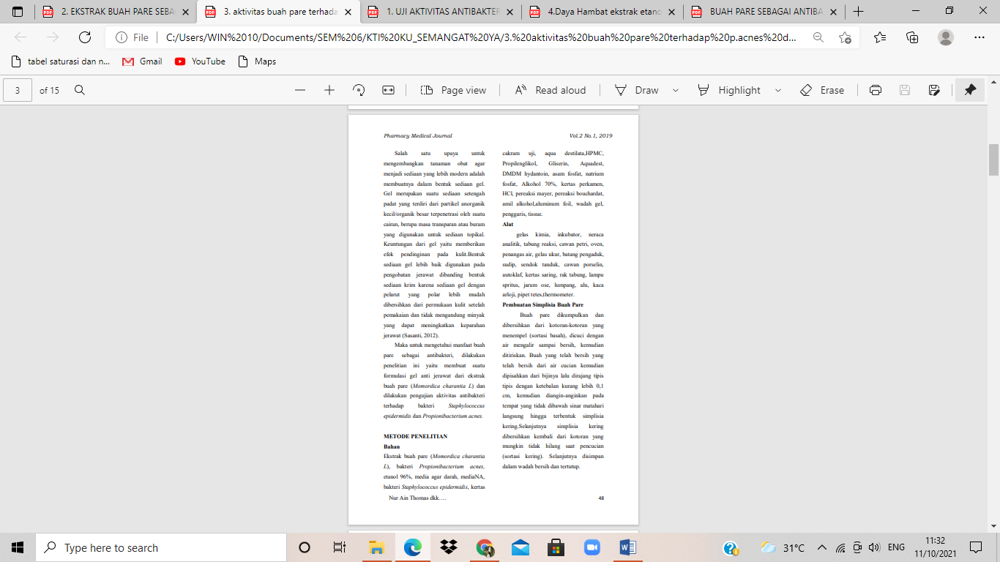 2. EKSTRAK BUAH PARE SEBA
3. aktivitas buah pare terhada
1. UJI AKTIVITAS ANTIBAKTER
4.Daya Hambat ekstrak etano
BUAH PARE SEBAGAI ANTIBA
File
C:/Users/WIN%2010/Documents/SEM%206/KTI%20KU_SEMANGAT%20YA/3.%20aktivitas%20buah%20pare%20terhadap%20p.acnes%20d...
tabel saturasi dan n...
Gmail
YouTube
Maps
3 of 15
Page view
Read aloud
Draw
Highlight
Erase
Pharmacy Medical Journal
Vol.2 No.1, 2019
Salah satu upaya untuk
mengembangkan tanaman obat agar
menjadi sediaan yang lebih modern adalah
membuatnya dalam bentuk sediaan gel.
Gel merupakan suatu sediaan setengah
padat yang terdiri dari partikel anorganik
kecil/organik besar terpenetrasi oleh suatu
cairan, berupa masa transparan atau buram
yang digunakan untuk sediaan topikal.
Keuntungan dari gel yaitu memberikan
efek pendinginan pada kulit.Bentuk
sediaan gel lebih baik digunakan pada
pengobatan jerawat dibanding bentuk
sediaan krim karena sediaan gel dengan
pelarut yang polar lebih mudah
dibersihkan dari permukaan kulit setelah
pemakaian dan tidak mengandung minyak
yang dapat meningkatkan keparahan
jerawat (Sasanti, 2012).
Maka untuk mengetahui manfaat buah
pare sebagai antibakteri, dilakukan
penelitian ini yaitu membuat suatu
formulasi gel anti jerawat dari ekstrak
buah pare (Momordica charantia L) dan
dilakukan pengujian aktivitas antibakteri
terhadap bakteri Staphylococcus
epidermidis dan Propionibacterium acnes.
METODE PENELITIAN
Bahan
Ekstrak buah pare (Momordica charantia
L), bakteri Propionibacterium acnes,
etanol 96%, media agar darah, mediaNA,
bakteri Staphylococcus epidermidis, kertas
cakram uji, aqua destilata,HPMC,
Propilenglikol, Gliserin, Aquadest,
DMDM hydantoin, asam fosfat, natrium
fosfat, Alkohol 70%, kertas perkamen,
HCl, pereaksi mayer, pereaksi bouchardat,
amil alkohol,aluminum foil, wadah gel,
penggaris, tissue.
Alat
gelas kimia, inkubator, neraca
analitik, tabung reaksi, cawan petri, oven,
penangas air, gelas ukur, batang pengaduk,
sudip, sendok tanduk, cawan porselin,
autoklaf, kertas saring, rak tabung, lampu
spritus, jarum ose, lumpang, alu, kaca
arloji, pipet tetes,thermometer.
Pembuatan Simplisia Buah Pare
Buah pare dikumpulkan dan
dibersihkan dari kotoran-kotoran yang
menempel (sortasi basah), dicuci dengan
air mengalir sampai bersih, kemudian
ditiriskan. Buah yang telah bersih yang
telah bersih dari air cucian kemudian
dipisahkan dari bijinya lalu dirajang tipis
tipis dengan ketebalan kurang lebih 0,1
cm, kemudian diangin-anginkan pada
tempat yang tidak dibawah sinar matahari
langsung hingga terbentuk simplisia
kering.Selanjutnya simplisia kering
dibersihkan kembali dari kotoran yang
mungkin tidak hilang saat pencucian
(sortasi kering). Selanjutnya disimpan
dalam wadah bersih dan tertutup.
Nur Ain Thomas dkk....
48
Type here to search
31°C
ENG
11:32
11/10/2021